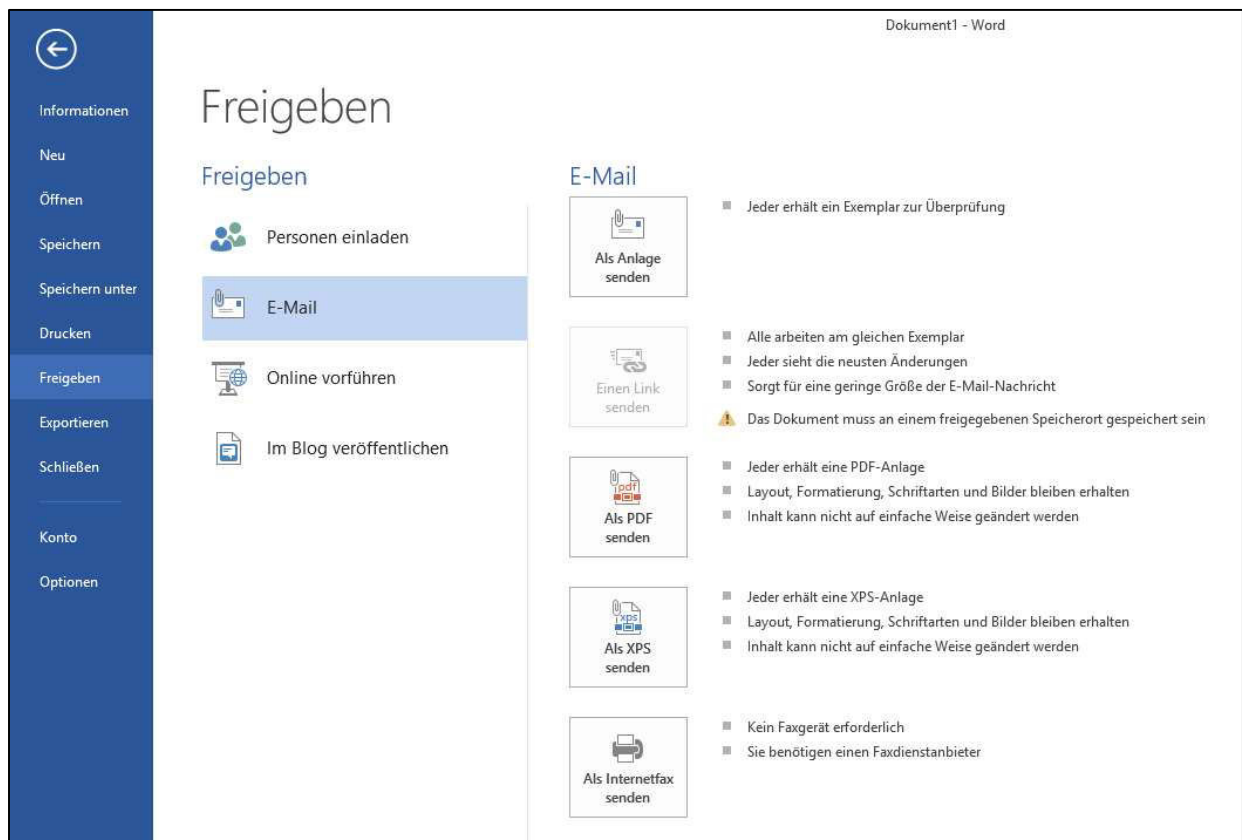 Dokument1 - Word
Informationen
Neu
Öffnen
Speichern
Speichern unter
Drucken
Freigeben
Exportieren
Schließen
Konto
Optionen
Freigeben
Freigeben
Personen einladen
E-Mail
Online vorführen
Im Blog veröffentlichen
E-Mail
Als Anlage
senden
Jeder erhält ein Exemplar zur Überprüfung
Einen Link
senden
Alle arbeiten am gleichen Exemplar
Jeder sieht die neusten Änderungen
Sorgt für eine geringe Größe der E-Mail-Nachricht
Das Dokument muss an einem freigegebenen Speicherort gespeichert sein
pdf
Als PDF
senden
Jeder erhält eine PDF-Anlage
Layout, Formatierung, Schriftarten und Bilder bleiben erhalten
Inhalt kann nicht auf einfache Weise geändert werden
xps
Als XPS
senden
Jeder erhält eine XPS-Anlage
Layout, Formatierung, Schriftarten und Bilder bleiben erhalten
Inhalt kann nicht auf einfache Weise geändert werden
Als Internetfax
senden
Kein Faxgerät erforderlich
Sie benötigen einen Faxdienstanbieter